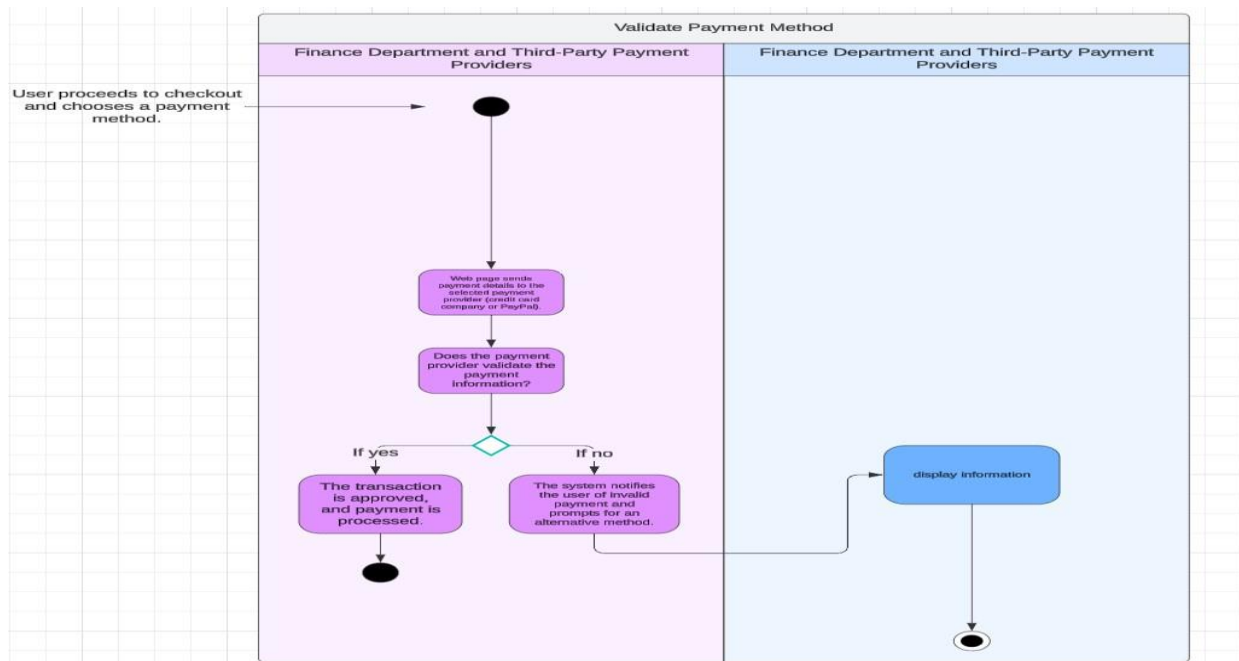 Validate Payment Method
Finance Department and Third-Party Payment
Providers
Finance Department and Third-Party Payment
Providers
User proceeds to checkout
and chooses a payment
method.
Web page sends
payment details to the
selected payment
provider (credit card
company or PayPal).
Does the payment
provider validate the
payment
information?
If yes
If no
The transaction
is approved,
and payment is
processed.
The system notifies
the user of invalid
payment and
prompts for an
alternative method.
display information